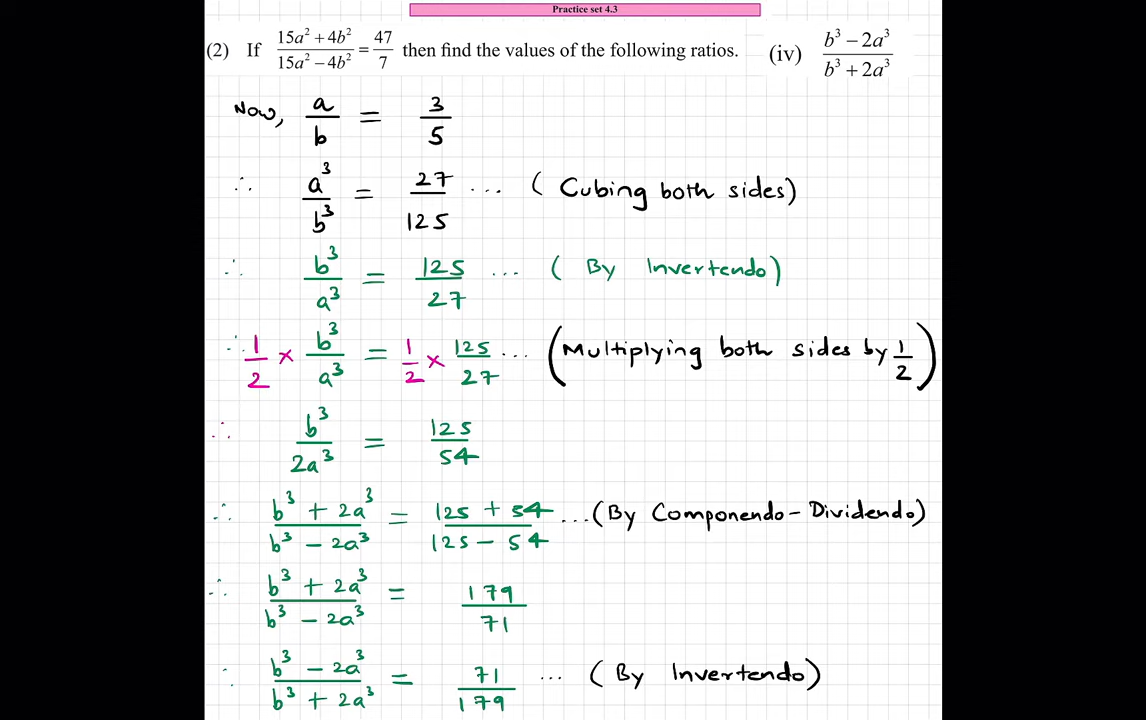 Practice set 4.3
(2) If (15a² + 4b²)/(15a² − 4b²) = 47/7 then find the values of the following ratios. (iv) (b³ − 2a³)/(b³ + 2a³)
Now, a/b = 3/5
∴ a³/b³ = 27/125 ... (Cubing both sides)
∴ b³/a³ = 125/27 ... (By Invertendo)
∴ 1/2 × b³/a³ = 1/2 × 125/27 ... (Multiplying both sides by 1/2)
∴ b³/2a³ = 125/54
∴ (b³ + 2a³)/(b³ − 2a³) = (125 + 54)/(125 − 54) ... (By Componendo-Dividendo)
∴ (b³ + 2a³)/(b³ − 2a³) = 179/71
∴ (b³ − 2a³)/(b³ + 2a³) = 71/179 ... (By Invertendo)